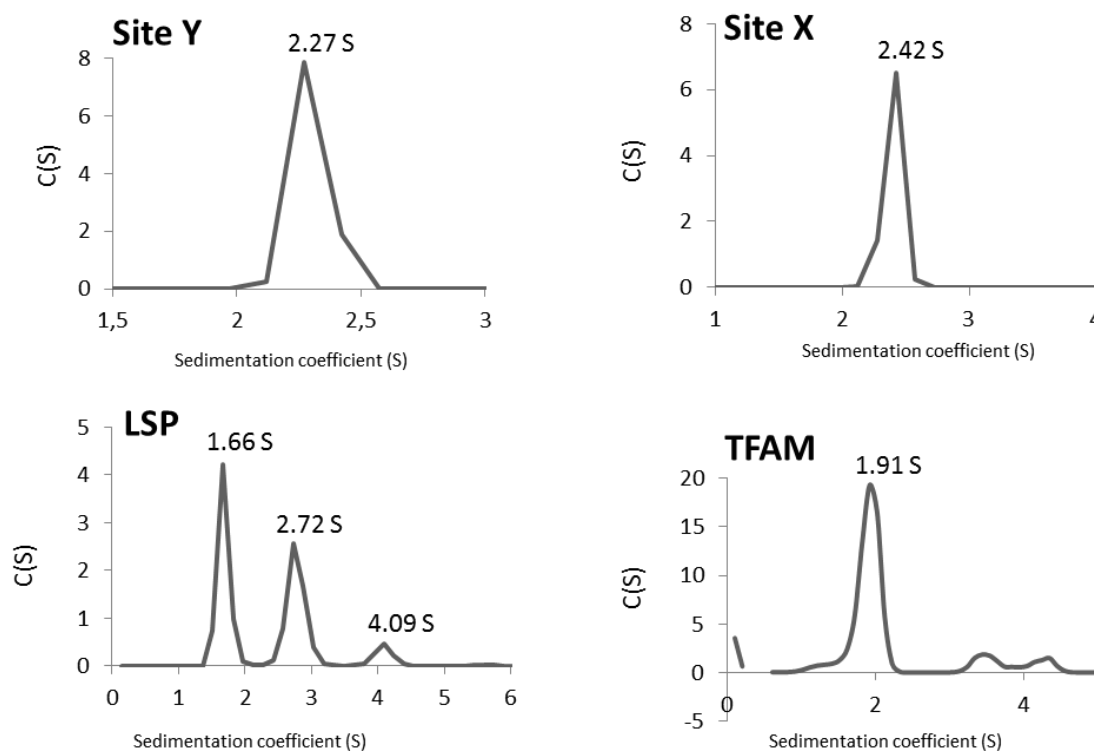 Site Y
2.27 S
8
6
4
2
0
C(S)
1,5
2
2,5
3
Sedimentation coefficient (S)
Site X
2.42 S
8
6
4
2
0
C(S)
1
2
3
4
Sedimentation coefficient (S)
LSP
1.66 S
2.72 S
4.09 S
5
4
3
2
1
0
C(S)
0
1
2
3
4
5
6
Sedimentation coefficient (S)
TFAM
1.91 S
20
15
10
5
0
-5
C(S)
0
2
4
Sedimentation coefficient (S)